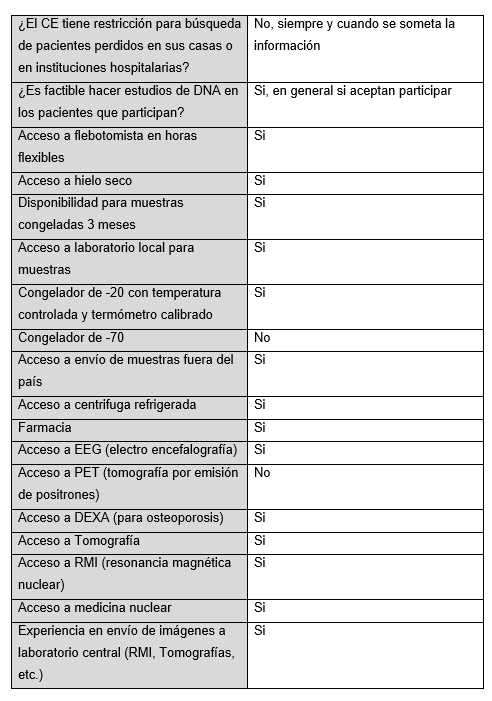 ¿El CE tiene restricción para búsqueda
de pacientes perdidos en sus casas o
en instituciones hospitalarias?
No, siempre y cuando se someta la
información
¿Es factible hacer estudios de DNA en
los pacientes que participan?
Si, en general si aceptan participar
Acceso a flebotomista en horas
flexibles
Si
Acceso a hielo seco
Si
Disponibilidad para muestras
congeladas 3 meses
Si
Acceso a laboratorio local para
muestras
Si
Congelador de -20 con temperatura
controlada y termómetro calibrado
Si
Congelador de -70
No
Acceso a envío de muestras fuera del
país
Si
Acceso a centrifuga refrigerada
Si
Farmacia
Si
Acceso a EEG (electro encefalografía)
Si
Acceso a PET (tomografía por emisión
de positrones)
No
Acceso a DEXA (para osteoporosis)
Si
Acceso a Tomografía
Si
Acceso a RMI (resonancia magnética
nuclear)
Si
Acceso a medicina nuclear
Si
Experiencia en envío de imágenes a
laboratorio central (RMI, Tomografías,
etc.)
Si